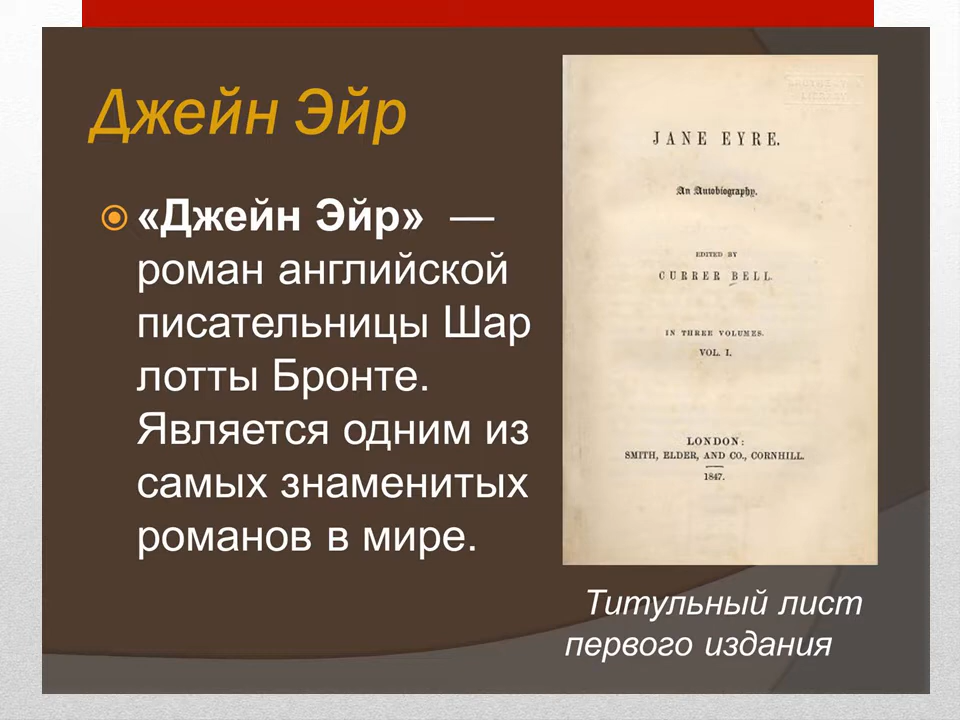 Джейн Эйр
«Джейн Эйр» —
роман английской
писательницы Шар
лотты Бронте.
Является одним из
самых знаменитых
романов в мире.
JANE EYRE.
An Autobiography.
EDITED BY
CURRER BELL.
IN THREE VOLUMES.
VOL. I.
LONDON:
SMITH, ELDER, AND CO., CORNHILL.
1847.
Титульный лист
первого издания